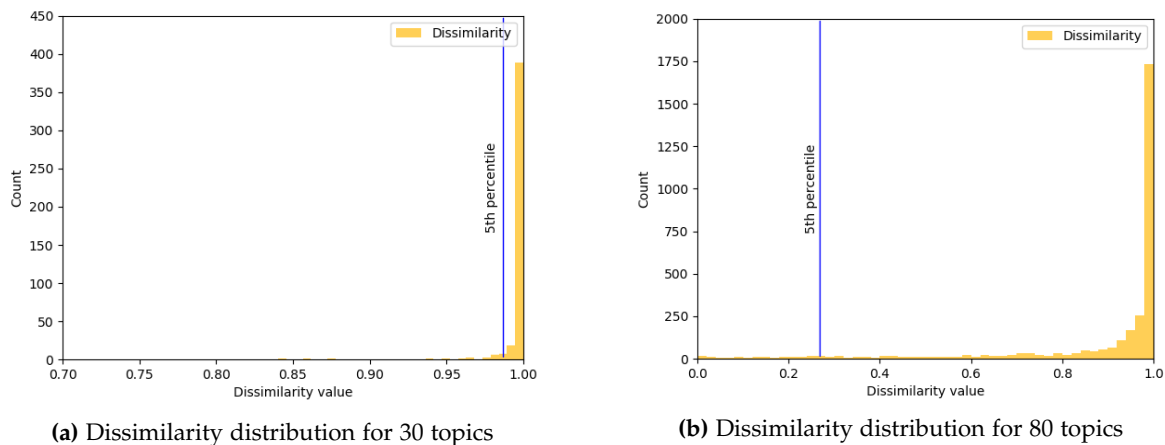 450
400
350
300
250
200
150
100
50
0
Count
0.70 0.75 0.80 0.85 0.90 0.95 1.00
Dissimilarity value
5th percentile
Dissimilarity
(a) Dissimilarity distribution for 30 topics
2000
1750
1500
1250
1000
750
500
250
0
Count
0.0 0.2 0.4 0.6 0.8 1.0
Dissimilarity value
5th percentile
Dissimilarity
(b) Dissimilarity distribution for 80 topics